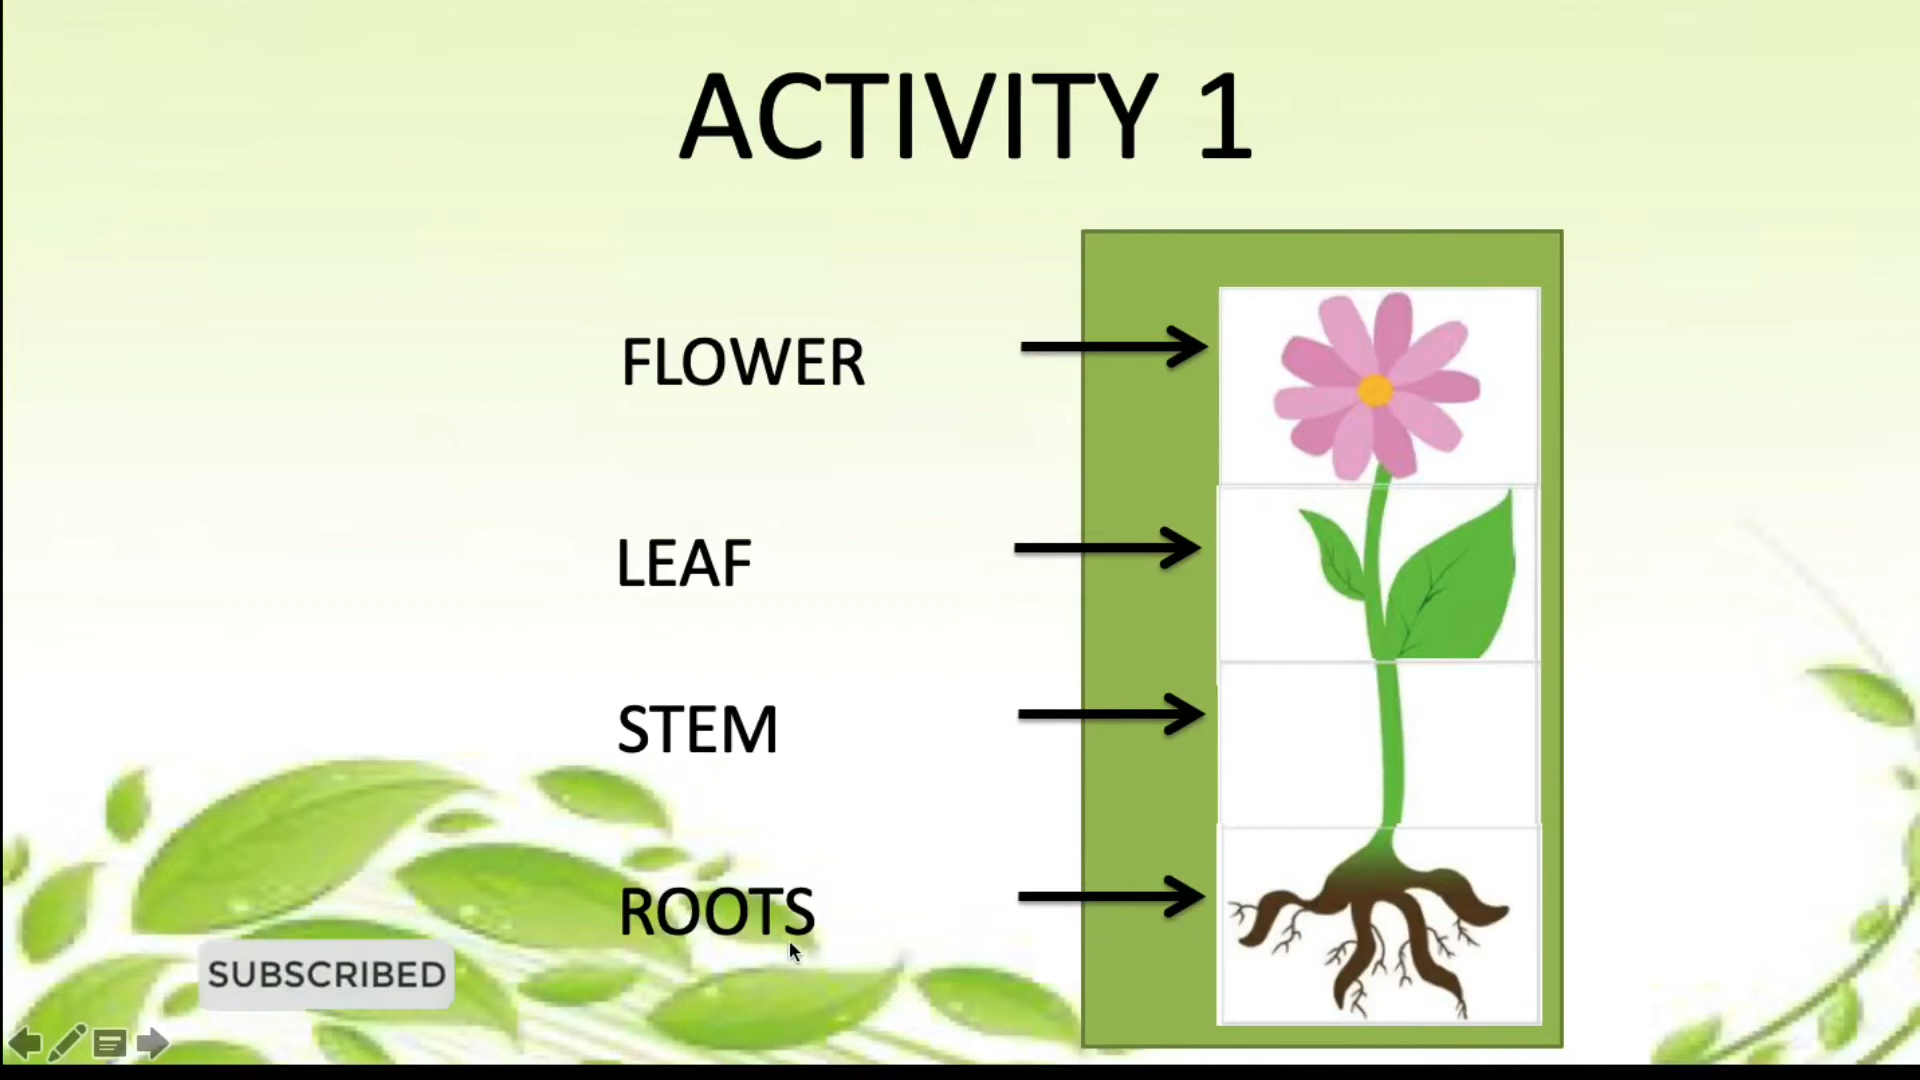 ACTIVITY 1
FLOWER
LEAF
STEM
ROOTS
SUBSCRIBED